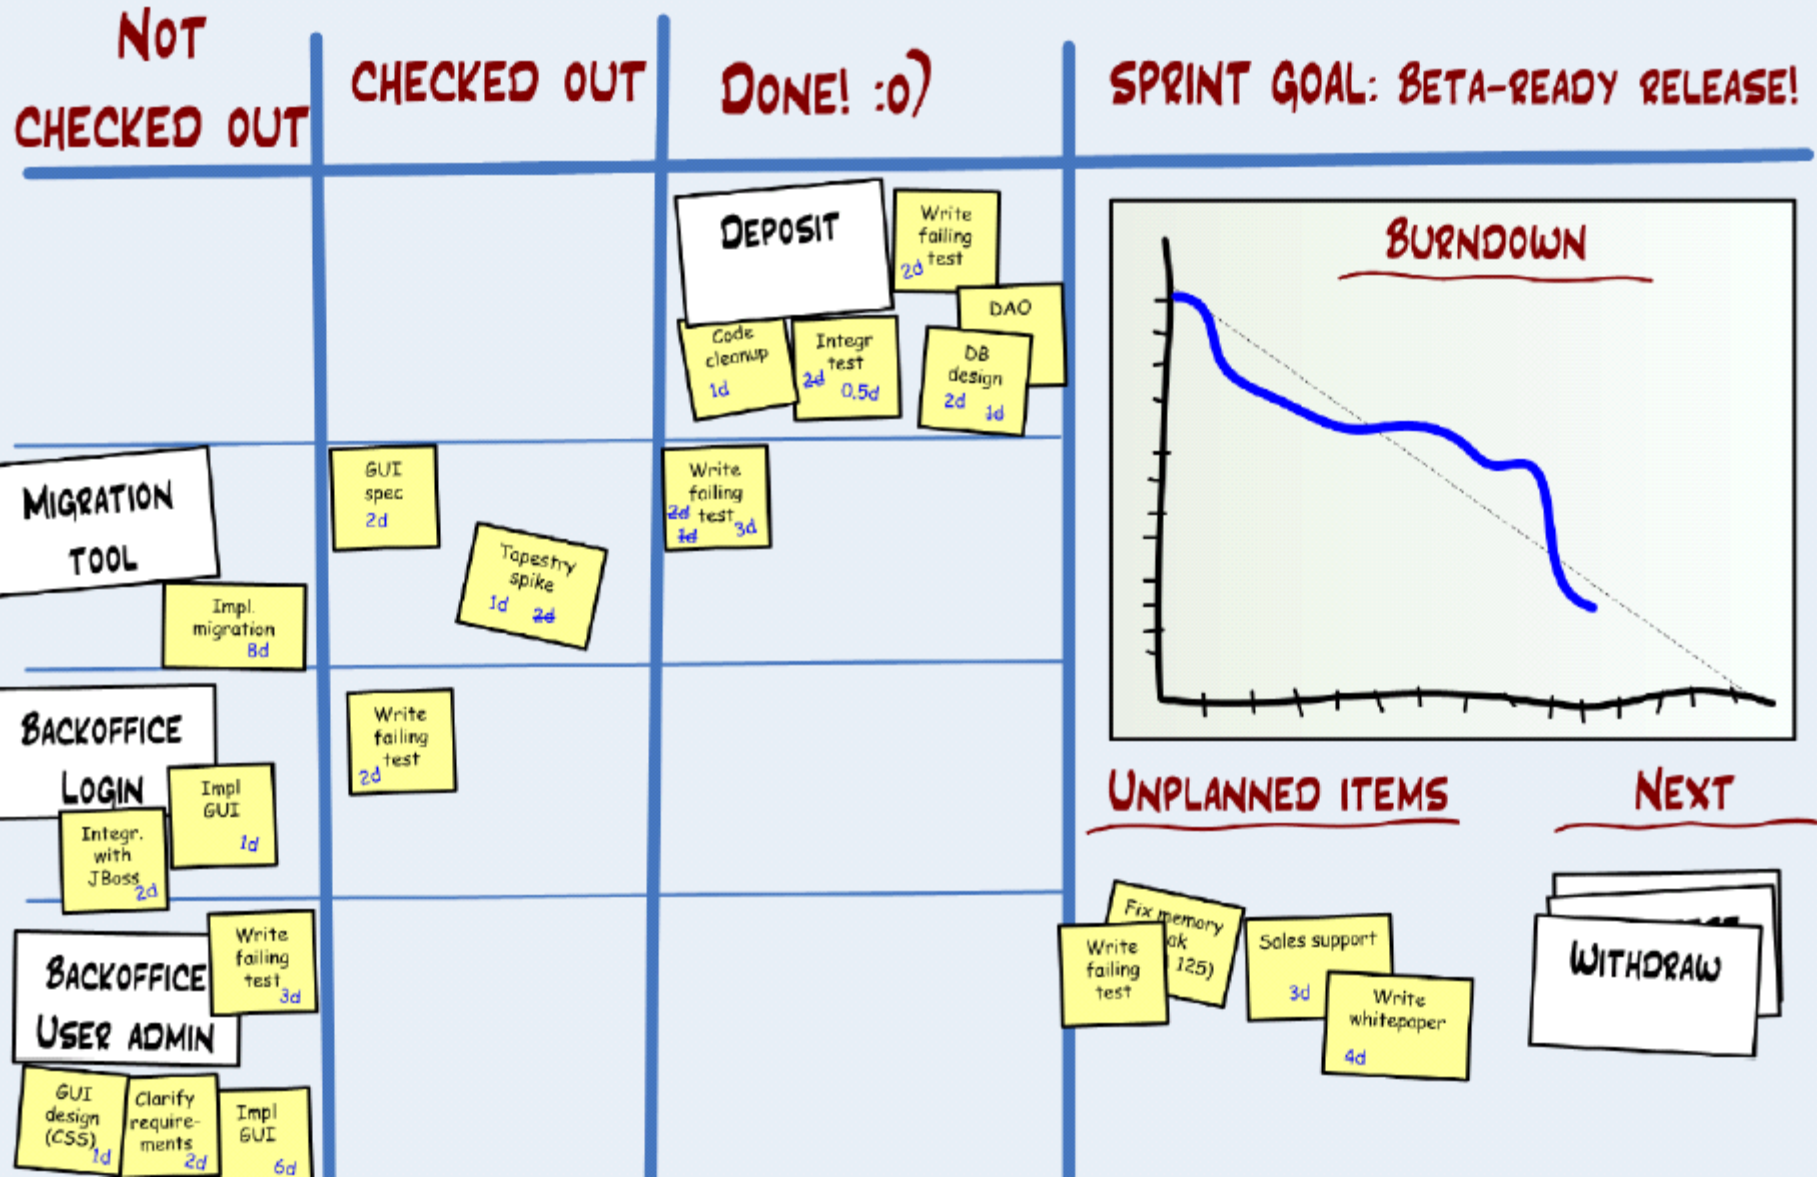 NOT
CHECKED OUT
CHECKED OUT
DONE! :o)
SPRINT GOAL: BETA-READY RELEASE!
DEPOSIT
Write
failing
test
2d
DAO
Code
cleanup
1d
Integr
test
2d
0.5d
DB
design
2d
1d
MIGRATION
TOOL
Impl.
migration
8d
GUI
spec
2d
Tapestry
spike
1d
2d
Write
failing
test
2d
1d
3d
BACKOFFICE
LOGIN
Impl
GUI
1d
Integr.
with
JBoss
2d
Write
failing
test
2d
BACKOFFICE
USER ADMIN
Write
failing
test
3d
GUI
design
(CSS)
1d
Clarify
require-
ments
2d
Impl
GUI
6d
BURNDOWN
UNPLANNED ITEMS
NEXT
Fix memory
125)
Write
failing
test
Sales support
3d
Write
whitepaper
4d
WITHDRAW